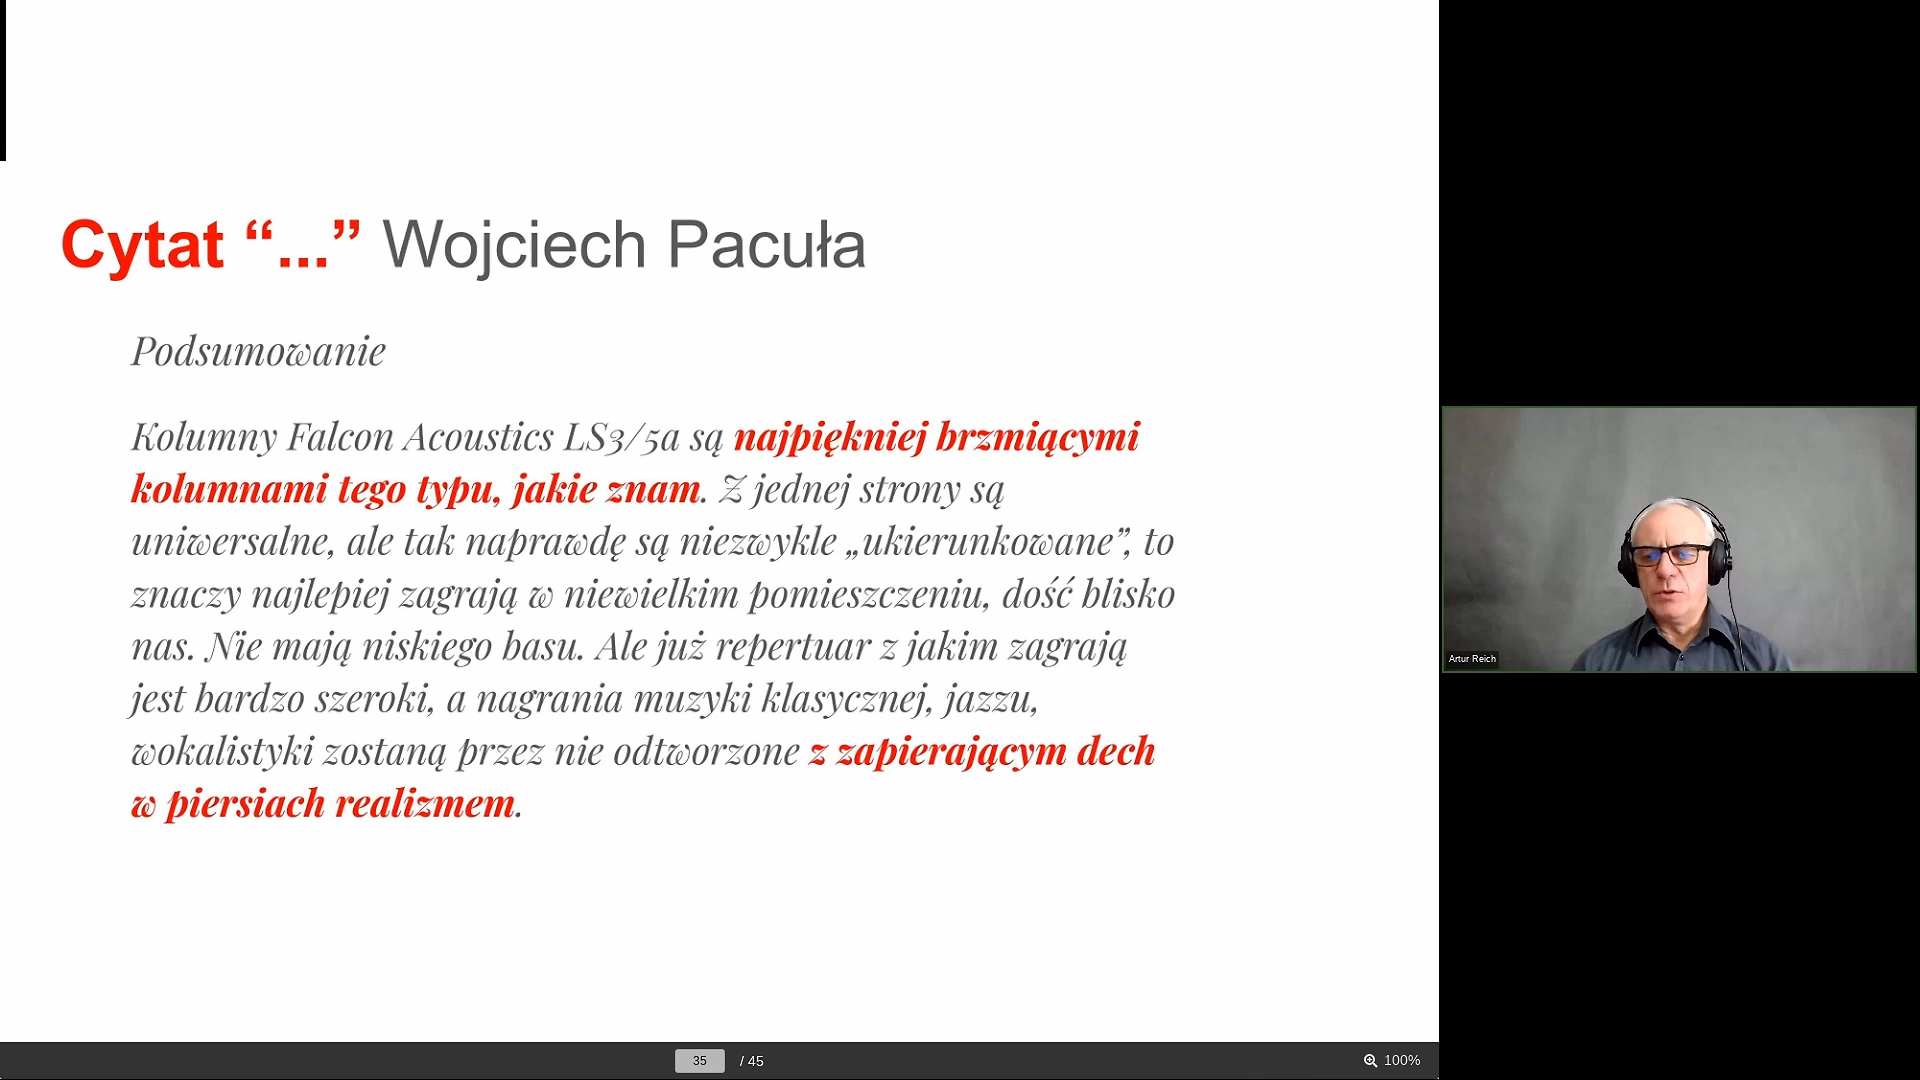 Cytat “...” Wojciech Pacuła
Podsumowanie
Kolumny Falcon Acoustics LS3/5a są najpiękniej brzmiącymi
kolumnami tego typu, jakie znam. Z jednej strony są
uniwersalne, ale tak naprawdę są niezwykle „ukierunkowane”, to
znaczy najlepiej zagrają w niewielkim pomieszczeniu, dość blisko
nas. Nie mają niskiego basu. Ale już repertuar z jakim zagrają
jest bardzo szeroki, a nagrania muzyki klasycznej, jazzu,
wokalistyki zostaną przez nie odtworzone z zapierającym dech
w piersiach realizmem.
Artur Reich
35 / 45
100%